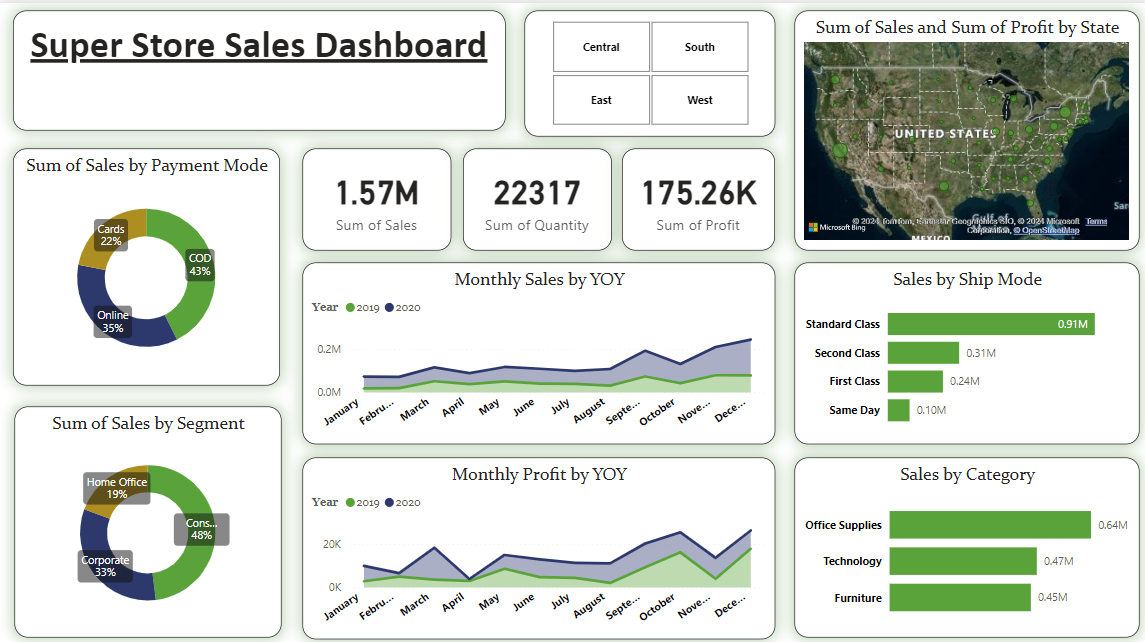 Super Store Sales Dashboard
Central
South
East
West
Sum of Sales and Sum of Profit by State
UNITED STATES
Gulf of
MEXICO
Microsoft Bing
© 2024 TomTom, Earthstar Geographics SIO, © 2024 Microsoft Corporation, © OpenStreetMap
Terms
Sum of Sales by Payment Mode
Cards
22%
COD
43%
Online
35%
1.57M
Sum of Sales
22317
Sum of Quantity
175.26K
Sum of Profit
Monthly Sales by YOY
Year 2019 2020
0.2M
0.0M
January
Febru...
March
April
May
June
July
August
Septe...
October
Nove...
Dece...
Sales by Ship Mode
Standard Class 0.91M
Second Class 0.31M
First Class 0.24M
Same Day 0.10M
Sum of Sales by Segment
Home Office
19%
Cons...
48%
Corporate
33%
Monthly Profit by YOY
Year 2019 2020
20K
0K
January
Febru...
March
April
May
June
July
August
Septe...
October
Nove...
Dece...
Sales by Category
Office Supplies 0.64M
Technology 0.47M
Furniture 0.45M